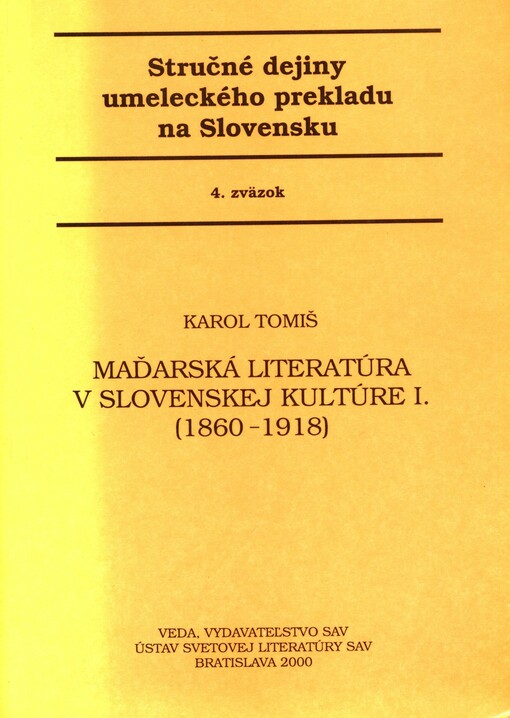 Stručné dejiny
umeleckého prekladu
na Slovensku
4. zväzok
KAROL TOMIŠ
MAĎARSKÁ LITERATÚRA
V SLOVENSKEJ KULTÚRE I.
(1860 –1918)
VEDA, VYDAVATEĽSTVO SAV
ÚSTAV SVETOVEJ LITERATÚRY SAV
BRATISLAVA 2000